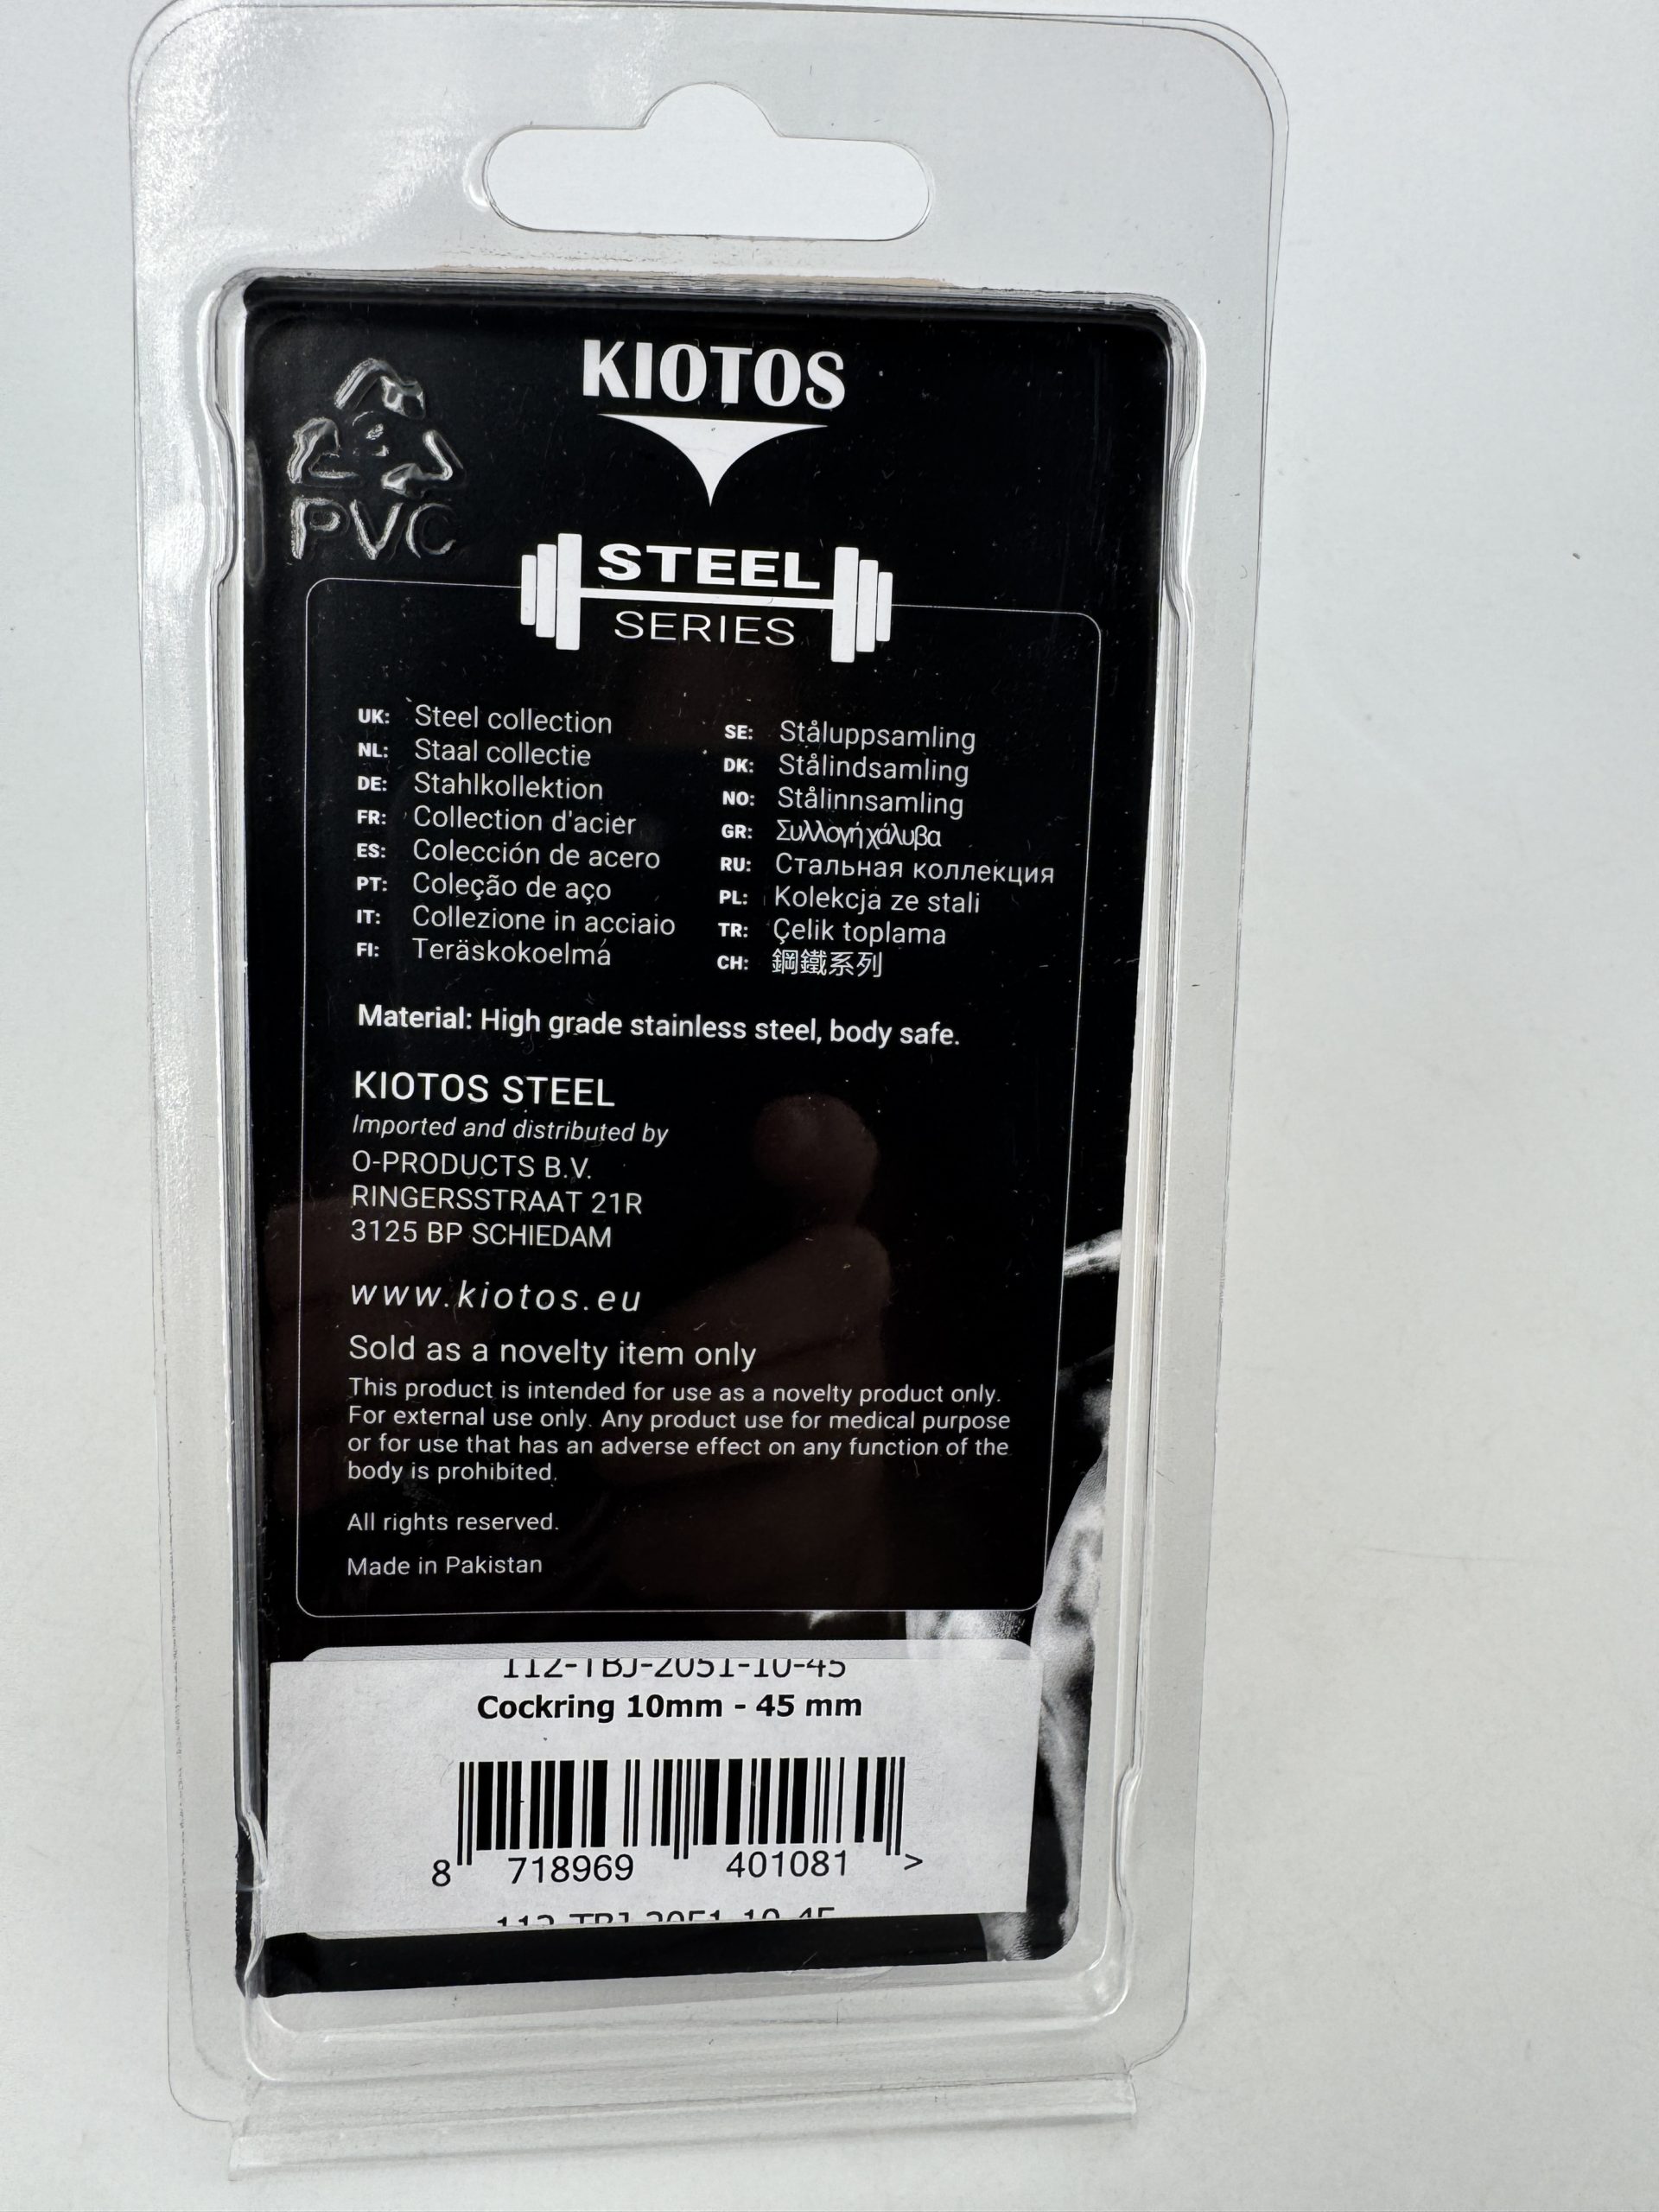 KIOTOS
PVC
STEEL
SERIES
UK: Steel collection
NL: Staal collectie
DE: Stahlkollektion
FR: Collection d'acier
ES: Colección de acero
PT: Coleção de aço
IT: Collezione in acciaio
FI: Teräskokoelma
SE: Ståluppsamling
DK: Stålindsamling
NO: Stålinnsamling
GR: Συλλογή χάλυβα
RU: Стальная коллекция
PL: Kolekcja ze stali
TR: Çelik toplama
CH: 鋼鐵系列
Material: High grade stainless steel, body safe.
KIOTOS STEEL
Imported and distributed by
O-PRODUCTS B.V.
RINGERSSTRAAT 21R
3125 BP SCHIEDAM
www.kiotos.eu
Sold as a novelty item only
This product is intended for use as a novelty product only.
For external use only. Any product use for medical purpose
or for use that has an adverse effect on any function of the
body is prohibited.
All rights reserved.
Made in Pakistan
112-TBJ-2051-10-45
Cockring 10mm - 45 mm
8 718969 401081 >
112-TBJ-2051-10-45